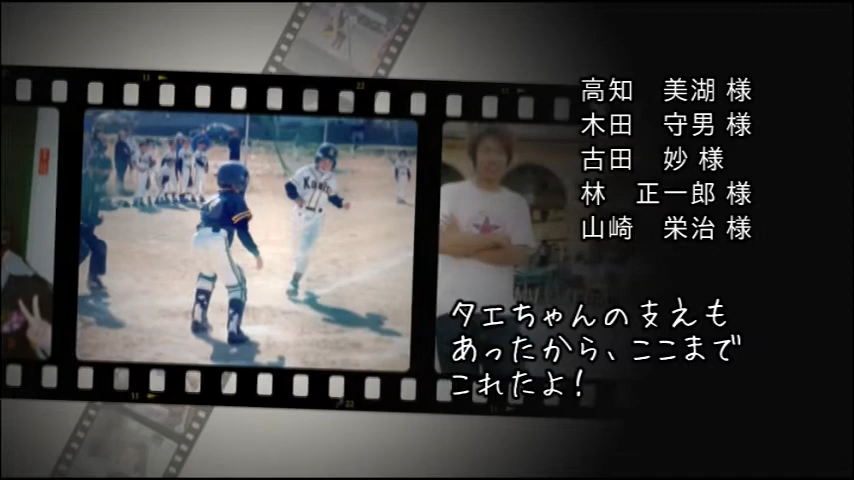 高知　美湖 様
木田　守男 様
古田　妙 様
林　正一郎 様
山崎　栄治 様
タエちゃんの支えも
あったから、ここまで
これたよ!